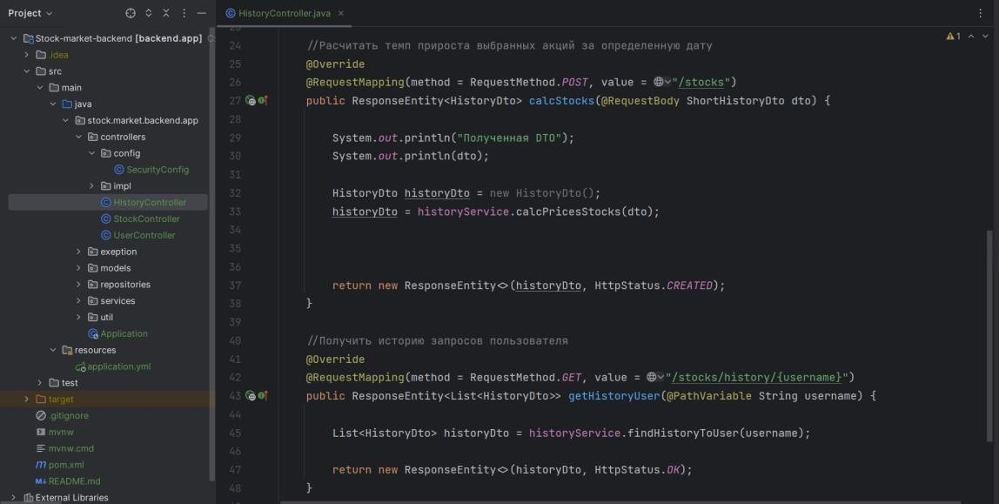 Project
HistoryController.java
Stock-market-backend [backend.app]
.idea
src
main
java
stock.market.backend.app
controllers
config
SecurityConfig
impl
HistoryController
StockController
UserController
exeption
models
repositories
services
util
Application
resources
application.yml
test
target
.gitignore
mvnw
mvnw.cmd
pom.xml
README.md
External Libraries
1
24 //Расчитать темп прироста выбранных акций за определенную дату
25 @Override
26 @RequestMapping(method = RequestMethod.POST, value = "/stocks")
27 public ResponseEntity<HistoryDto> calcStocks(@RequestBody ShortHistoryDto dto) {
28
29 System.out.println("Полученная DTO");
30 System.out.println(dto);
31
32 HistoryDto historyDto = new HistoryDto();
33 historyDto = historyService.calcPricesStocks(dto);
34
35
36
37 return new ResponseEntity<>(historyDto, HttpStatus.CREATED);
38 }
39
40 //Получить историю запросов пользователя
41 @Override
42 @RequestMapping(method = RequestMethod.GET, value = "/stocks/history/{username}")
43 public ResponseEntity<List<HistoryDto>> getHistoryUser(@PathVariable String username) {
44
45 List<HistoryDto> historyDto = historyService.findHistoryToUser(username);
46
47 return new ResponseEntity<>(historyDto, HttpStatus.OK);
48 }